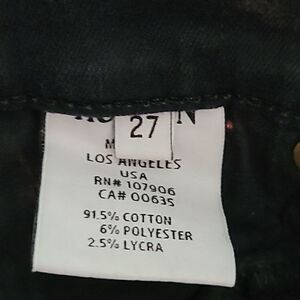 27
LOS ANGELES
USA
RN# 107906
CA# 00635
91.5% COTTON
6% POLYESTER
2.5% LYCRA